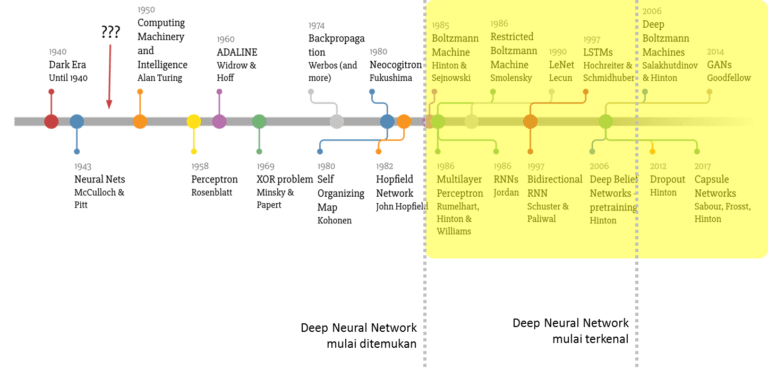 ???
1940
Dark Era
Until 1940
1950
Computing
Machinery
and
Intelligence
Alan Turing
1960
ADALINE
Widrow &
Hoff
1974
Backpropaga
tion
Werbos (and
more)
1980
Neocogitron
Fukushima
1985
Boltzmann
Machine
Hinton &
Sejnowski
1986
Restricted
Boltzmann
Machine
Smolensky
1990
LeNet
Lecun
1997
LSTMs
Hochreiter &
Schmidhuber
2006
Deep
Boltzmann
Machines
Salakhutdinov
& Hinton
2014
GANs
Goodfellow
1943
Neural Nets
McCulloch &
Pitt
1958
Perceptron
Rosenblatt
1969
XOR problem
Minsky &
Papert
1980
Self
Organizing
Map
Kohonen
1982
Hopfield
Network
John Hopfield
1986
Multilayer
Perceptron
Rumelhart,
Hinton &
Williams
1986
RNNs
Jordan
1997
Bidirectional
RNN
Schuster &
Paliwal
2006
Deep Belief
Networks -
pretraining
Hinton
2012
Dropout
Hinton
2017
Capsule
Networks
Sabour, Frosst,
Hinton
Deep Neural Network
mulai ditemukan
Deep Neural Network
mulai terkenal